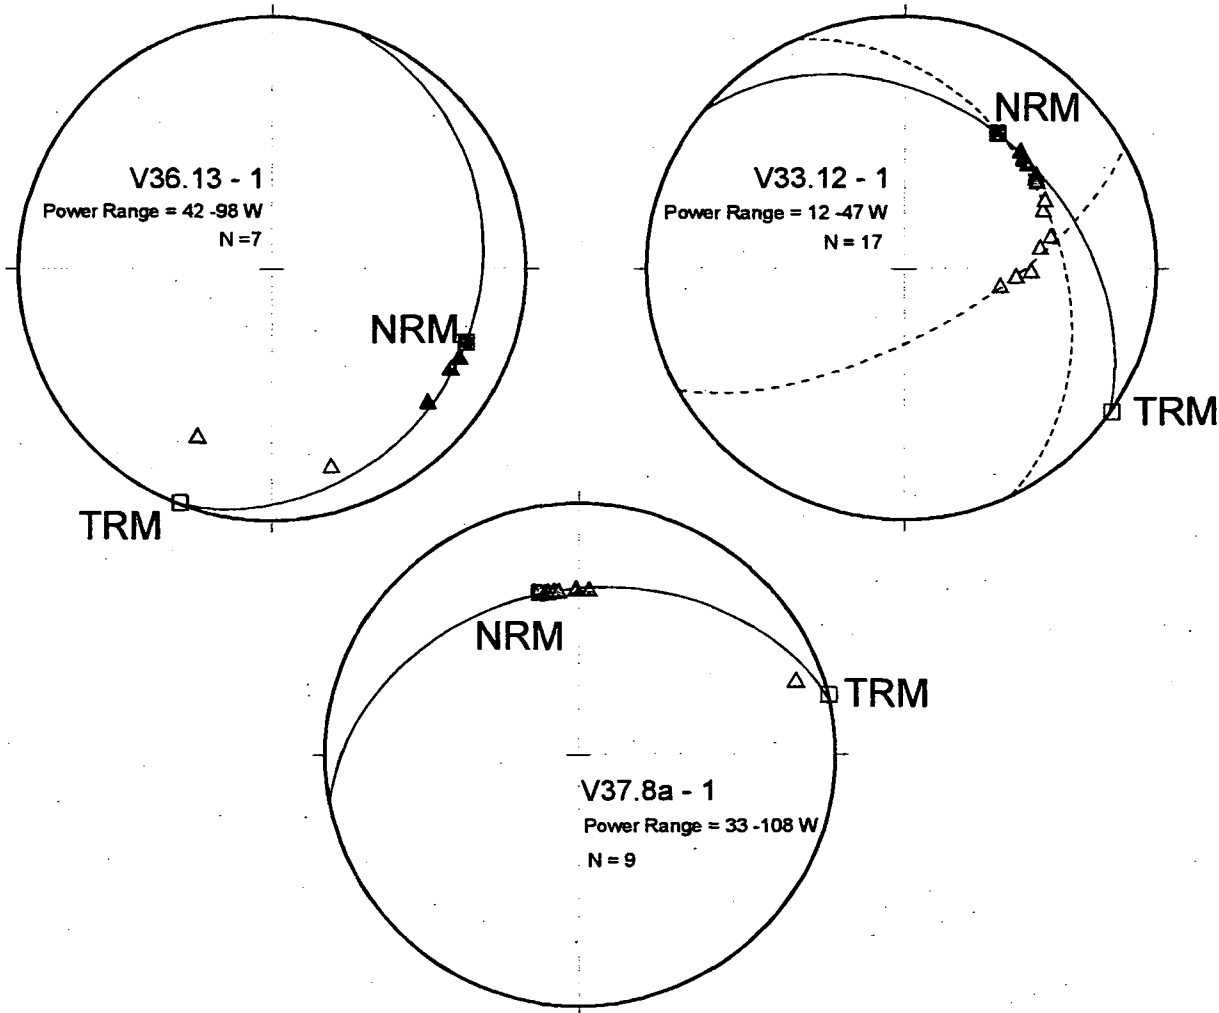 V36.13 - 1
Power Range = 42 -98 W
N =7
NRM
TRM
NRM
V33.12 - 1
Power Range = 12 -47 W
N = 17
TRM
NRM
TRM
V37.8a - 1
Power Range = 33 -108 W
N = 9